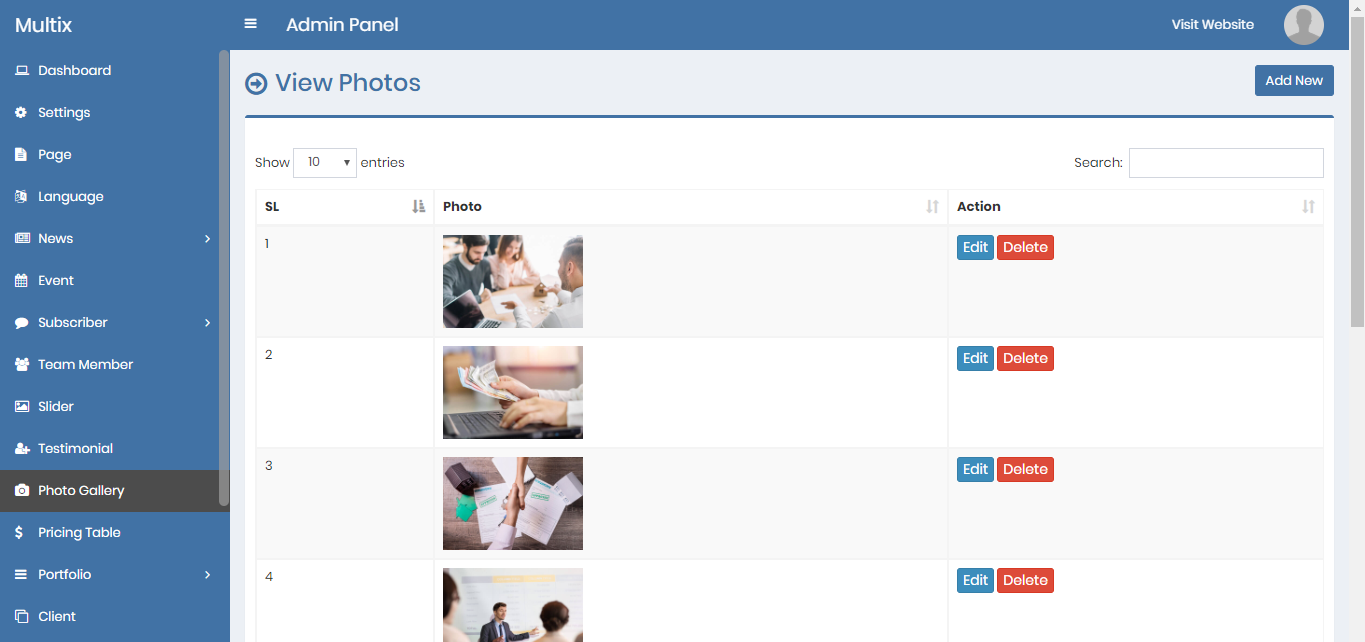 Multix
Admin Panel
Visit Website
Dashboard
Settings
Page
Language
News
Event
Subscriber
Team Member
Slider
Testimonial
Photo Gallery
Pricing Table
Portfolio
Client
View Photos
Add New
Show 10 entries
Search:
SL Photo Action
1 Edit Delete
2 Edit Delete
3 Edit Delete
4 Edit Delete